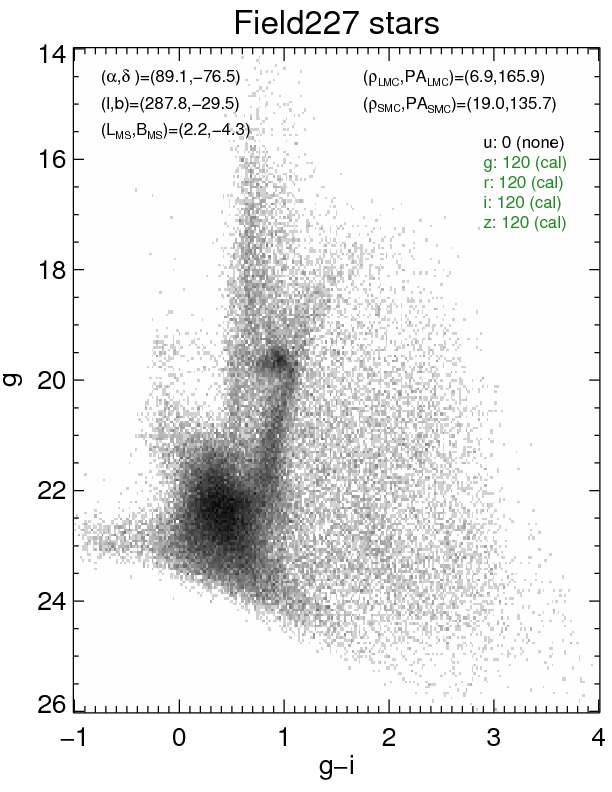 Field227 stars
(α,δ )=(89.1,−76.5)
(ρLMC,PALMC)=(6.9,165.9)
(l,b)=(287.8,−29.5)
(ρSMC,PASMC)=(19.0,135.7)
(LMS,BMS)=(2.2,−4.3)
u: 0 (none)
g: 120 (cal)
r: 120 (cal)
i: 120 (cal)
z: 120 (cal)
14
16
18
20
22
24
26
g
−1 0 1 2 3 4
g−i